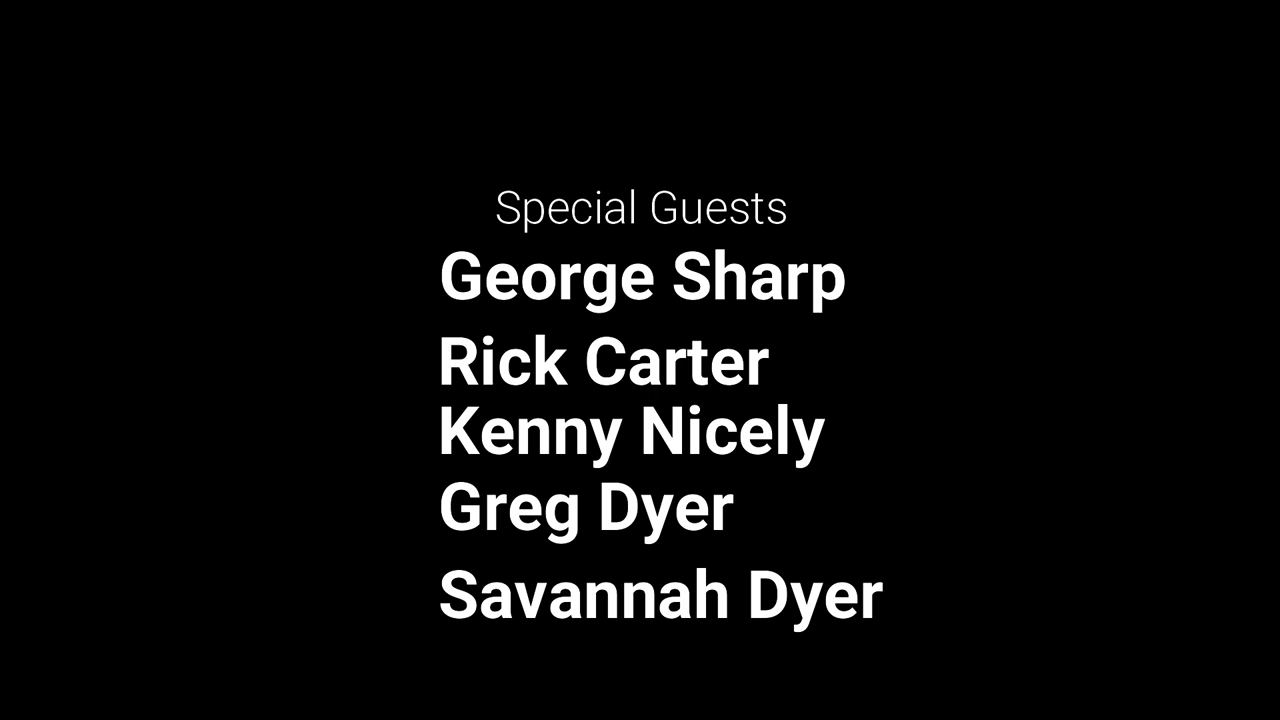 Special Guests
George Sharp
Rick Carter
Kenny Nicely
Greg Dyer
Savannah Dyer